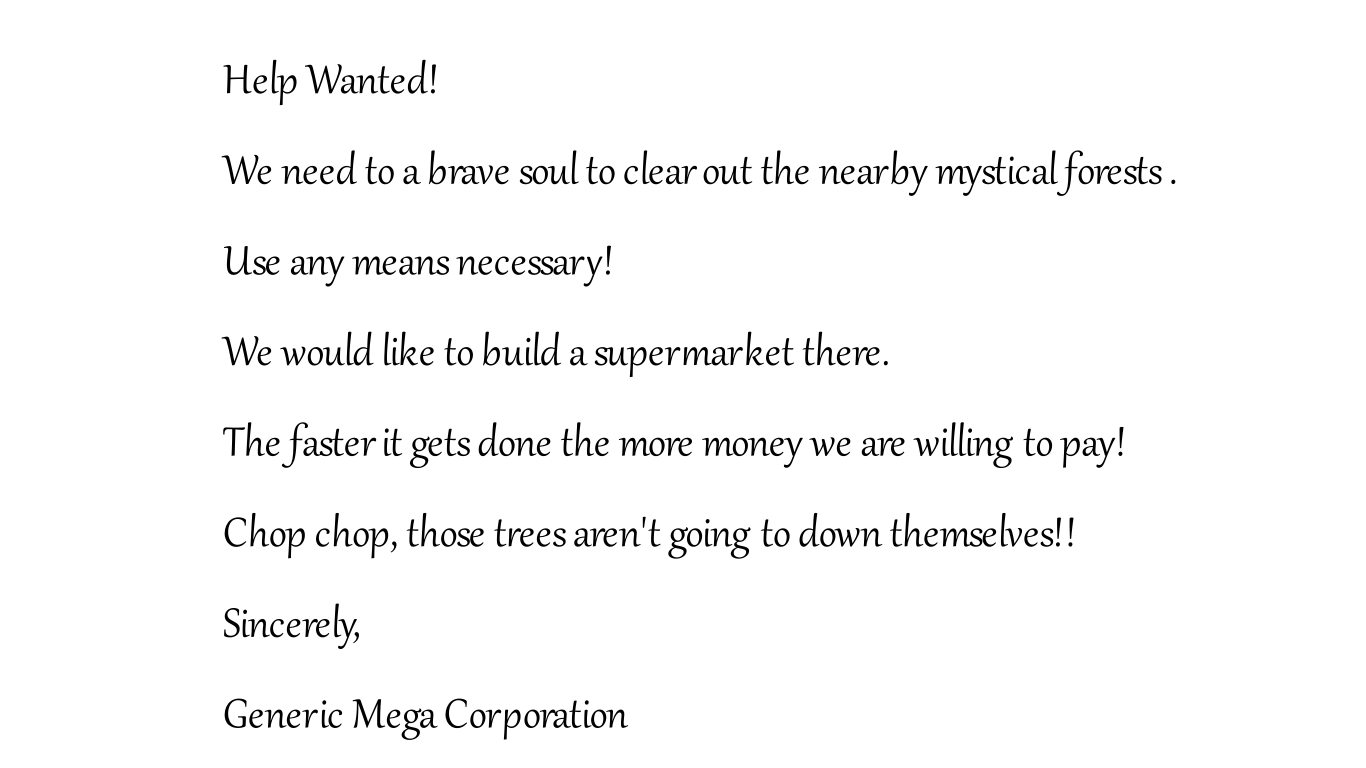 Help Wanted!
We need to a brave soul to clear out the nearby mystical forests .
Use any means necessary!
We would like to build a supermarket there.
The faster it gets done the more money we are willing to pay!
Chop chop, those trees aren't going to down themselves!!
Sincerely,
Generic Mega Corporation